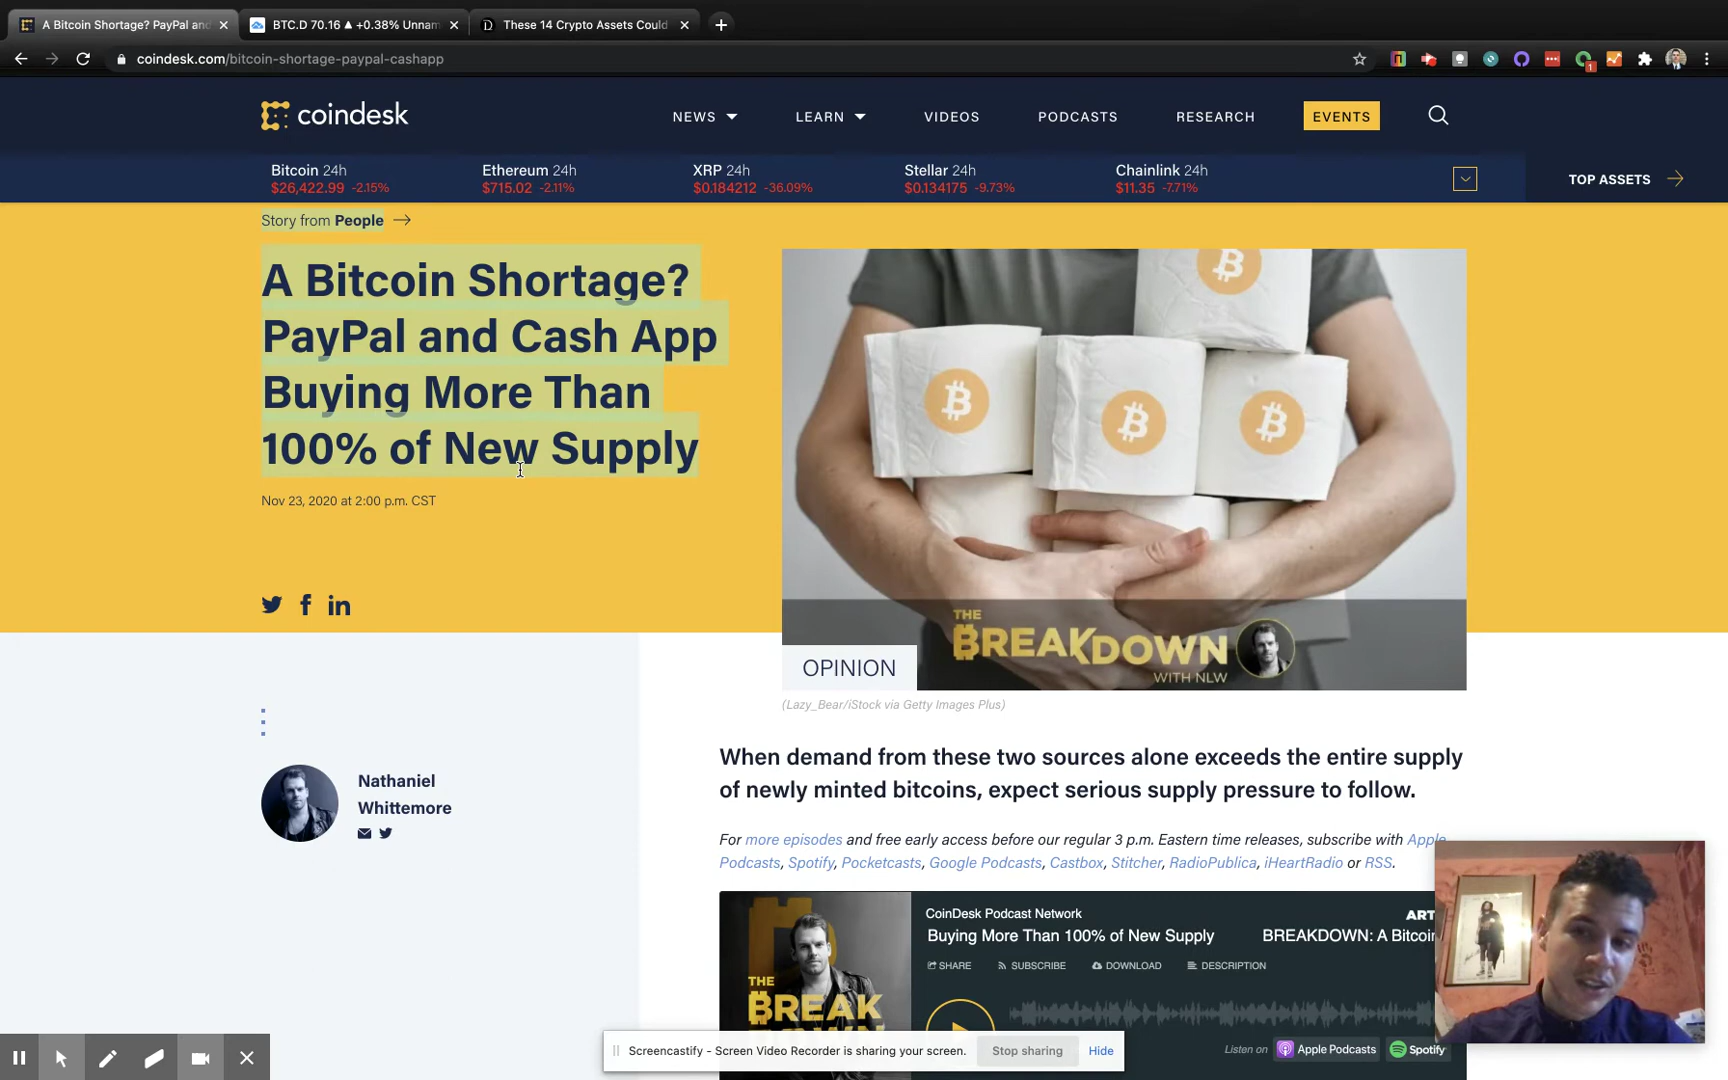 A Bitcoin Shortage? PayPal and
BTC.D 70.16 ▲ +0.38% Unnam
These 14 Crypto Assets Could
coindesk.com/bitcoin-shortage-paypal-cashapp
1
coindesk
NEWS
LEARN
VIDEOS
PODCASTS
RESEARCH
EVENTS
Bitcoin 24h
$26,422.99 -2.15%
Ethereum 24h
$715.02 -2.11%
XRP 24h
$0.184212 -36.09%
Stellar 24h
$0.134175 -9.73%
Chainlink 24h
$11.35 -7.71%
TOP ASSETS
Story from People
A Bitcoin Shortage?
PayPal and Cash App
Buying More Than
100% of New Supply
Nov 23, 2020 at 2:00 p.m. CST
THE
BREAKDOWN
WITH NLW
OPINION
(Lazy_Bear/iStock via Getty Images Plus)
Nathaniel
Whittemore
When demand from these two sources alone exceeds the entire supply
of newly minted bitcoins, expect serious supply pressure to follow.
For more episodes and free early access before our regular 3 p.m. Eastern time releases, subscribe with Apple
Podcasts, Spotify, Pocketcasts, Google Podcasts, Castbox, Stitcher, RadioPublica, iHeartRadio or RSS.
THE
BREAK
CoinDesk Podcast Network
ART
Buying More Than 100% of New Supply
BREAKDOWN: A Bitcoin
SHARE
SUBSCRIBE
DOWNLOAD
DESCRIPTION
Listen on
Apple Podcasts
Spotify
Screencastify - Screen Video Recorder is sharing your screen.
Stop sharing
Hide